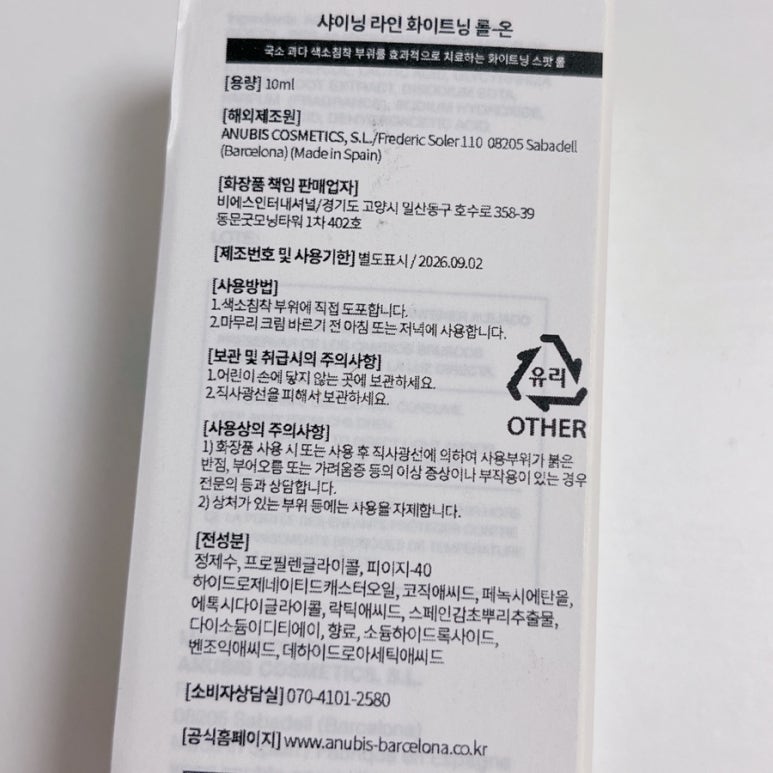 샤이닝 라인 화이트닝 롤-온
국소 과다 색소침착 부위를 효과적으로 치료하는 화이트닝 스팟 롤
[용량] 10ml
[해외제조원]
ANUBIS COSMETICS, S.L./Frederic Soler 110 08205 Sabadell
(Barcelona) (Made in Spain)
[화장품 책임 판매업자]
비에스인터내셔널/경기도 고양시 일산동구 호수로 358-39
동문굿모닝타워 1차 402호
[제조번호 및 사용기한] 별도표시 / 2026.09.02
[사용방법]
1.색소침착 부위에 직접 도포합니다.
2.마무리 크림 바르기 전 아침 또는 저녁에 사용합니다.
[보관 및 취급시의 주의사항]
1.어린이 손에 닿지 않는 곳에 보관하세요.
2.직사광선을 피해서 보관하세요.
유리
OTHER
[사용상의 주의사항]
1) 화장품 사용 시 또는 사용 후 직사광선에 의하여 사용부위가 붉은
반점, 부어오름 또는 가려움증 등의 이상 증상이나 부작용이 있는 경우
전문의 등과 상담합니다.
2) 상처가 있는 부위 등에는 사용을 자제합니다.
[전성분]
정제수, 프로필렌글라이콜, 피이지-40
하이드로제네이티드캐스터오일, 코직애씨드, 페녹시에탄올,
에톡시다이글라이콜, 락틱애씨드, 스페인감초뿌리추출물,
다이소듐이디티에이, 향료, 소듐하이드록사이드,
벤조익애씨드, 데하이드로아세틱애씨드
[소비자상담실] 070-4101-2580
[공식홈페이지] www.anubis-barcelona.co.kr